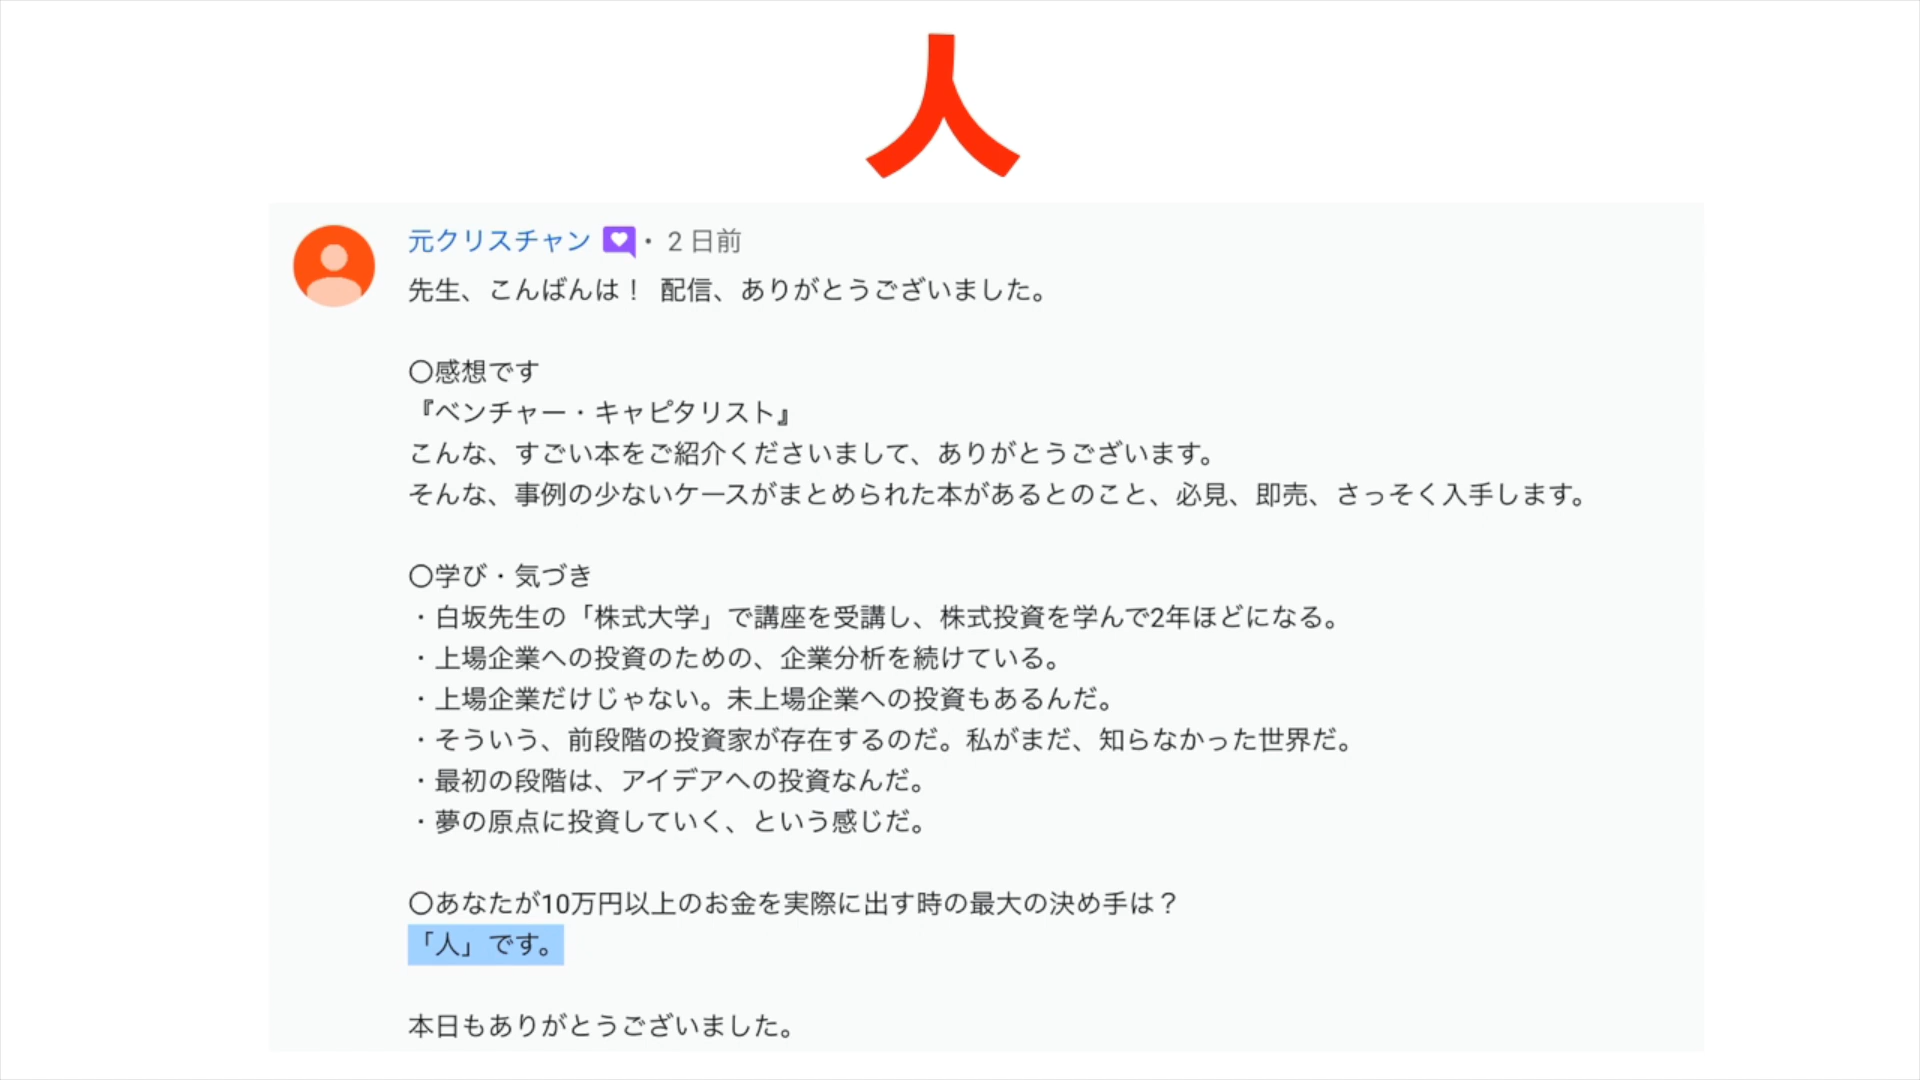 人
元クリスチャン ・ 2 日前
先生、こんばんは！ 配信、ありがとうございました。
〇感想です
『ベンチャー・キャピタリスト』
こんな、すごい本をご紹介くださいまして、ありがとうございます。
そんな、事例の少ないケースがまとめられた本があるとのこと、必見、即売、さっそく入手します。
〇学び・気づき
・白坂先生の「株式大学」で講座を受講し、株式投資を学んで2年ほどになる。
・上場企業への投資のための、企業分析を続けている。
・上場企業だけじゃない。未上場企業への投資もあるんだ。
・そういう、前段階の投資家が存在するのだ。私がまだ、知らなかった世界だ。
・最初の段階は、アイデアへの投資なんだ。
・夢の原点に投資していく、という感じだ。
〇あなたが10万円以上のお金を実際に出す時の最大の決め手は？
「人」です。
本日もありがとうございました。